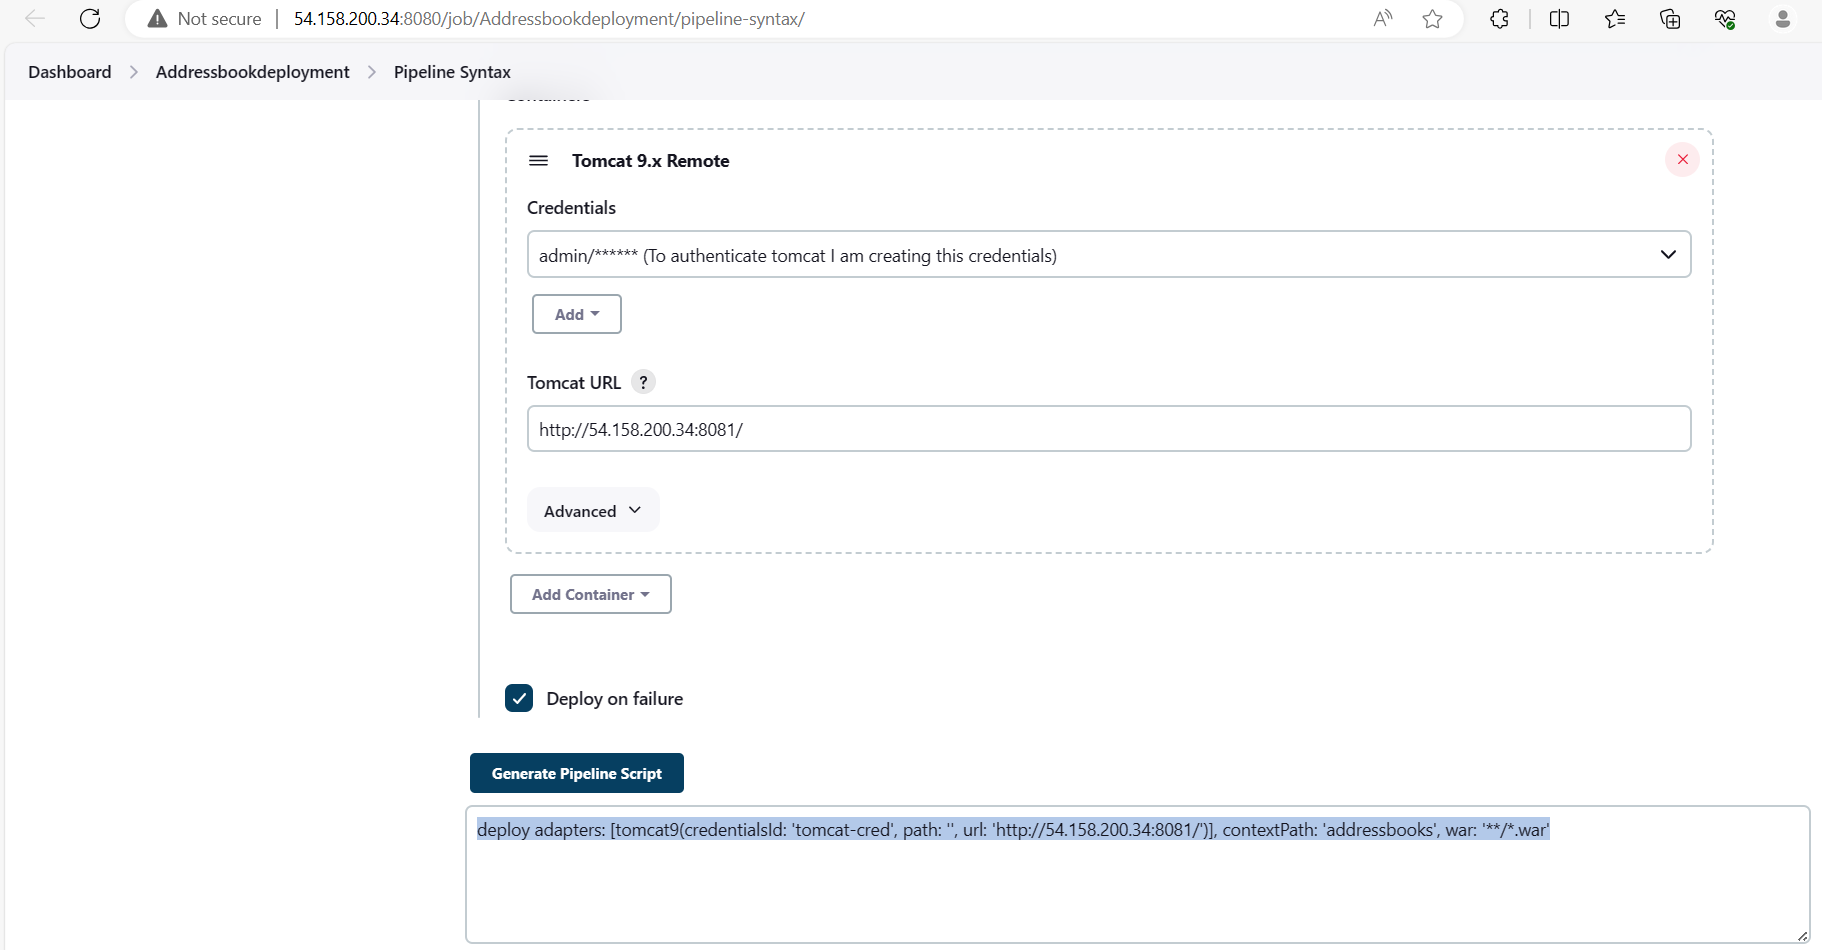 Not secure
54.158.200.34:8080/job/Addressbookdeployment/pipeline-syntax/
Dashboard > Addressbookdeployment > Pipeline Syntax
Tomcat 9.x Remote
Credentials
admin/****** (To authenticate tomcat I am creating this credentials)
Add
Tomcat URL ?
http://54.158.200.34:8081/
Advanced
Add Container
Deploy on failure
Generate Pipeline Script
deploy adapters: [tomcat9(credentialsId: 'tomcat-cred', path: '', url: 'http://54.158.200.34:8081/')], contextPath: 'addressbooks', war: '**/*.war'